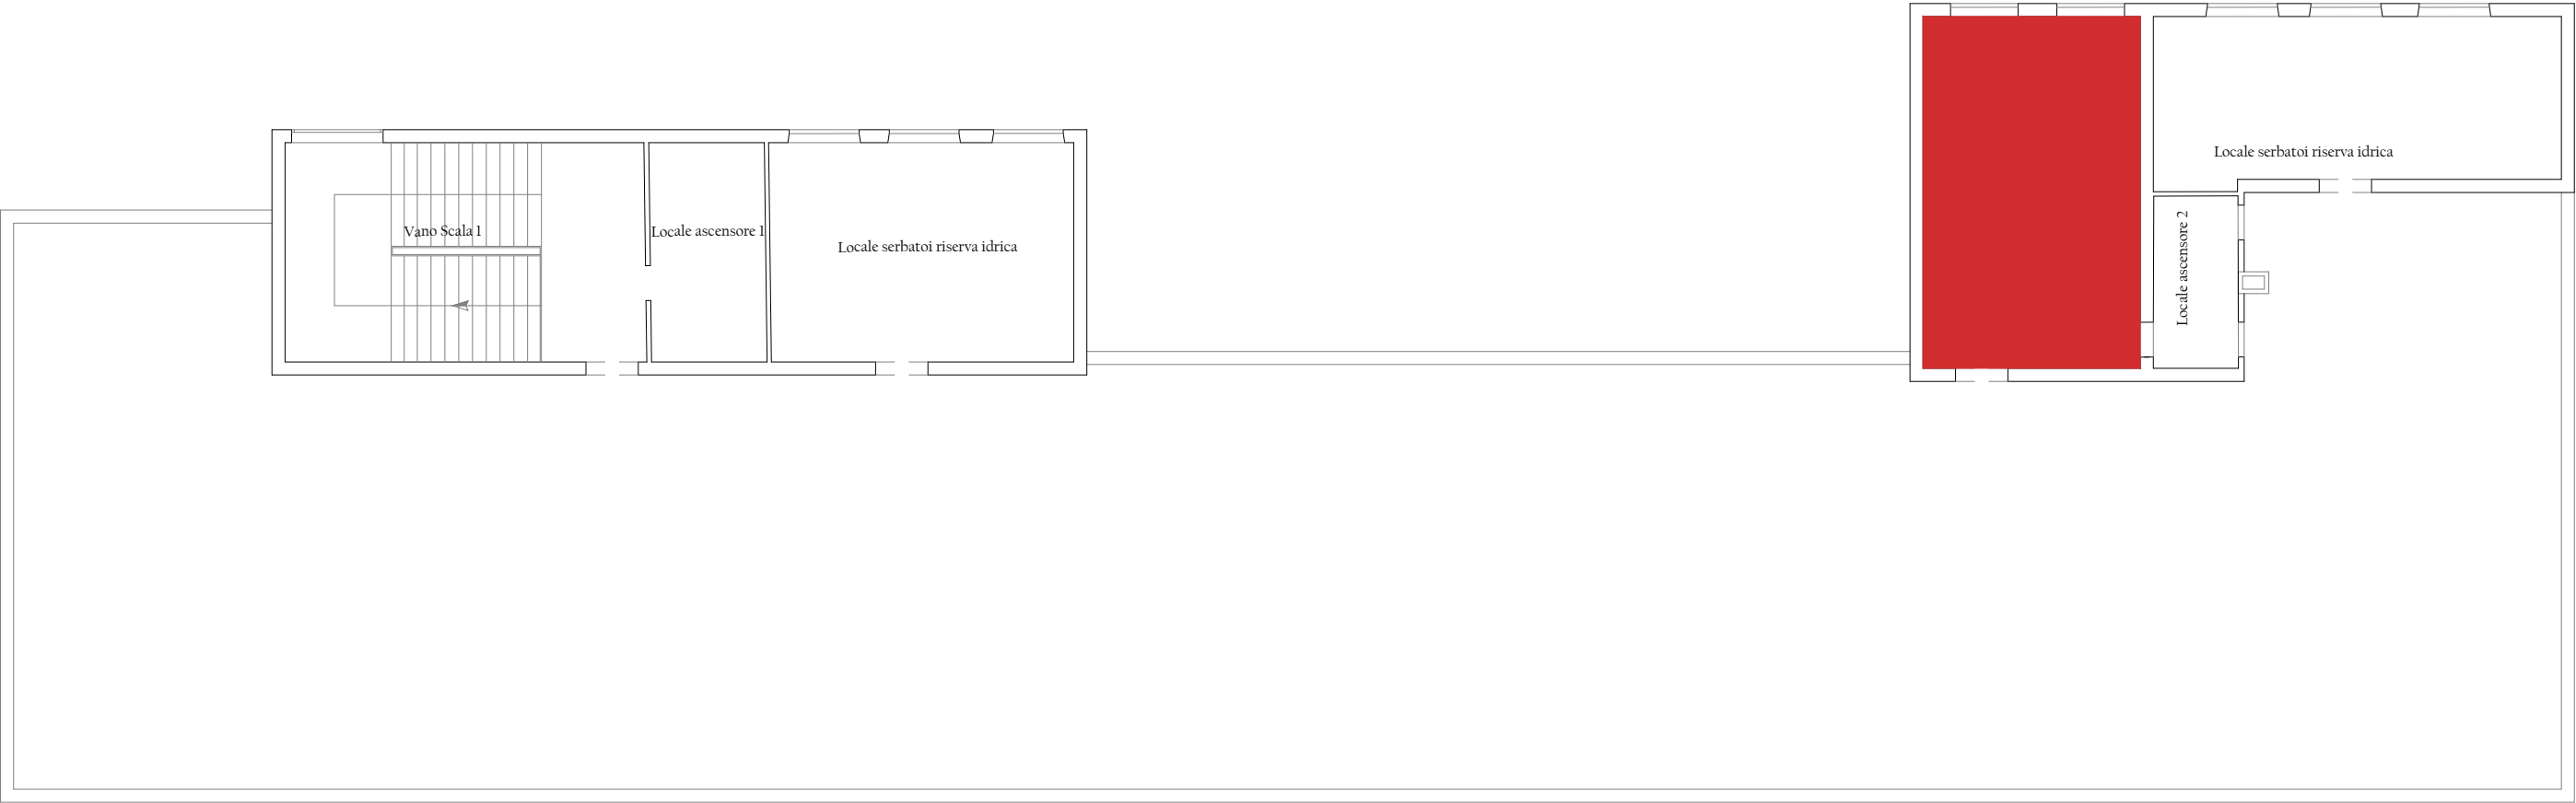 Vano Scala 1
Locale ascensore 1
Locale serbatoi riserva idrica
Locale serbatoi riserva idrica
Locale ascensore 2